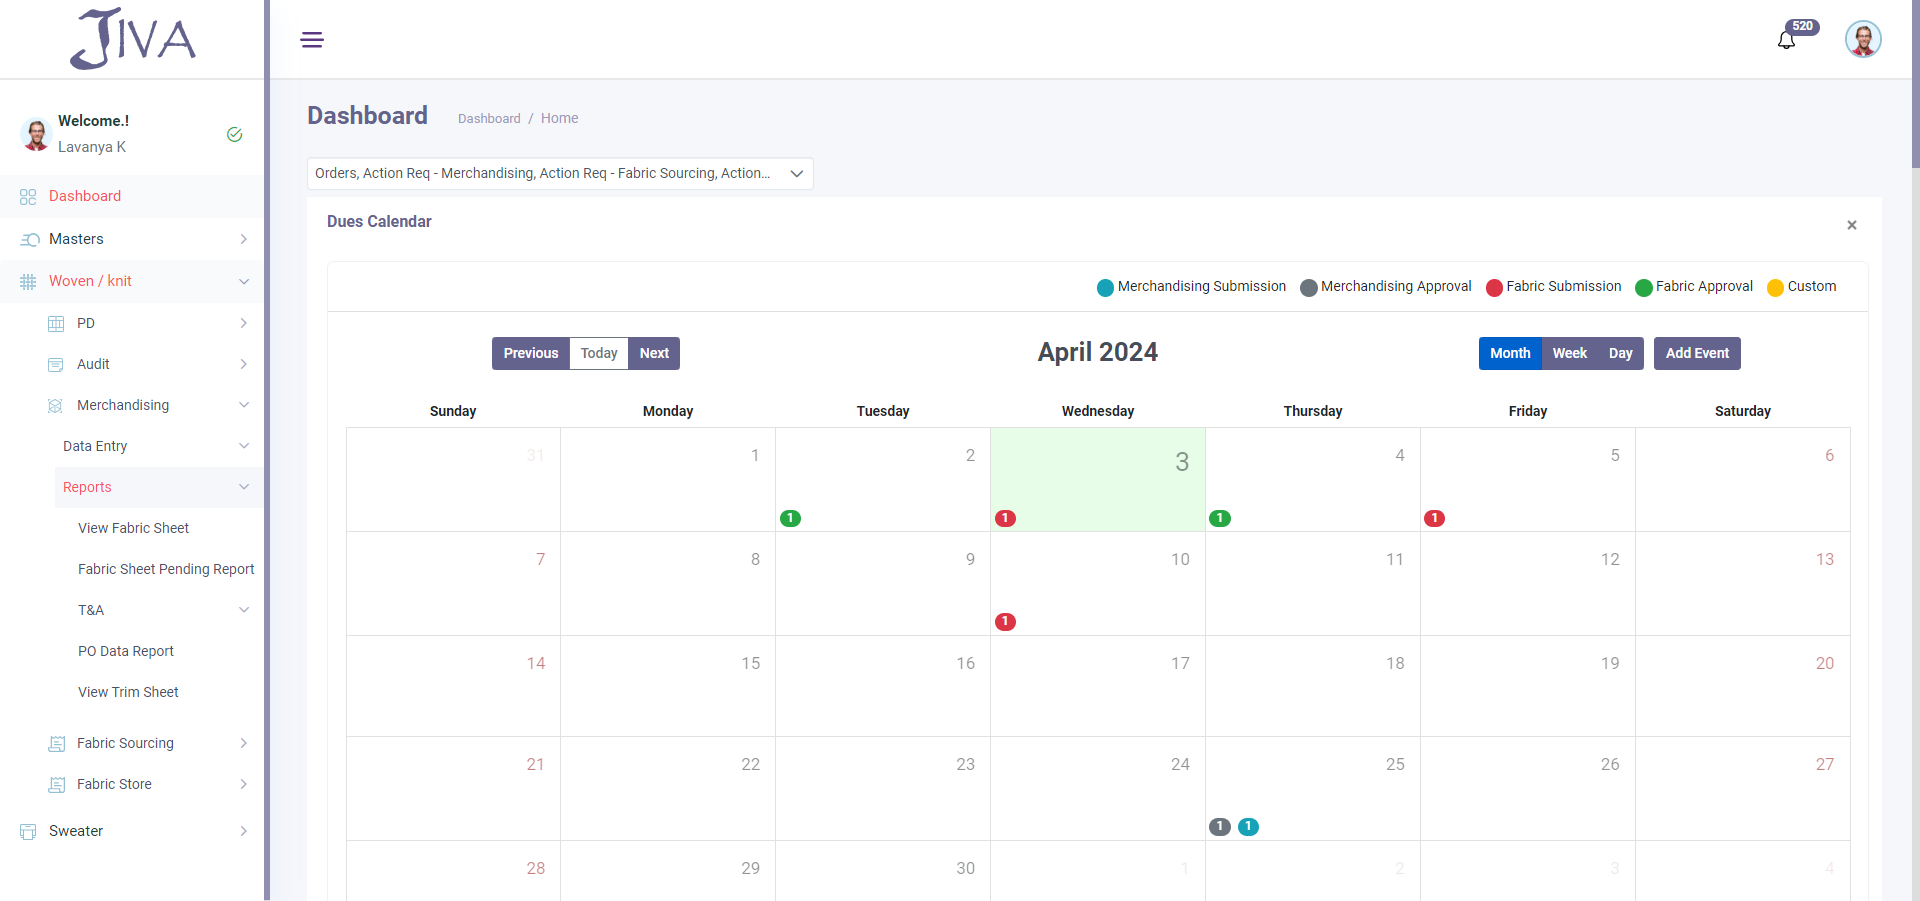 JIVA
520
Welcome.!
Lavanya K
Dashboard
Masters
Woven / knit
PD
Audit
Merchandising
Data Entry
Reports
View Fabric Sheet
Fabric Sheet Pending Report
T&A
PO Data Report
View Trim Sheet
Fabric Sourcing
Fabric Store
Sweater
Dashboard
Dashboard / Home
Orders, Action Req - Merchandising, Action Req - Fabric Sourcing, Action...
Dues Calendar
×
Merchandising Submission Merchandising Approval Fabric Submission Fabric Approval Custom
Previous Today Next
April 2024
Month Week Day Add Event
Sunday Monday Tuesday Wednesday Thursday Friday Saturday
31 1 2 3 4 5 6
1 1 1 1
7 8 9 10 11 12 13
1
14 15 16 17 18 19 20
21 22 23 24 25 26 27
1 1
28 29 30 1 2 3 4